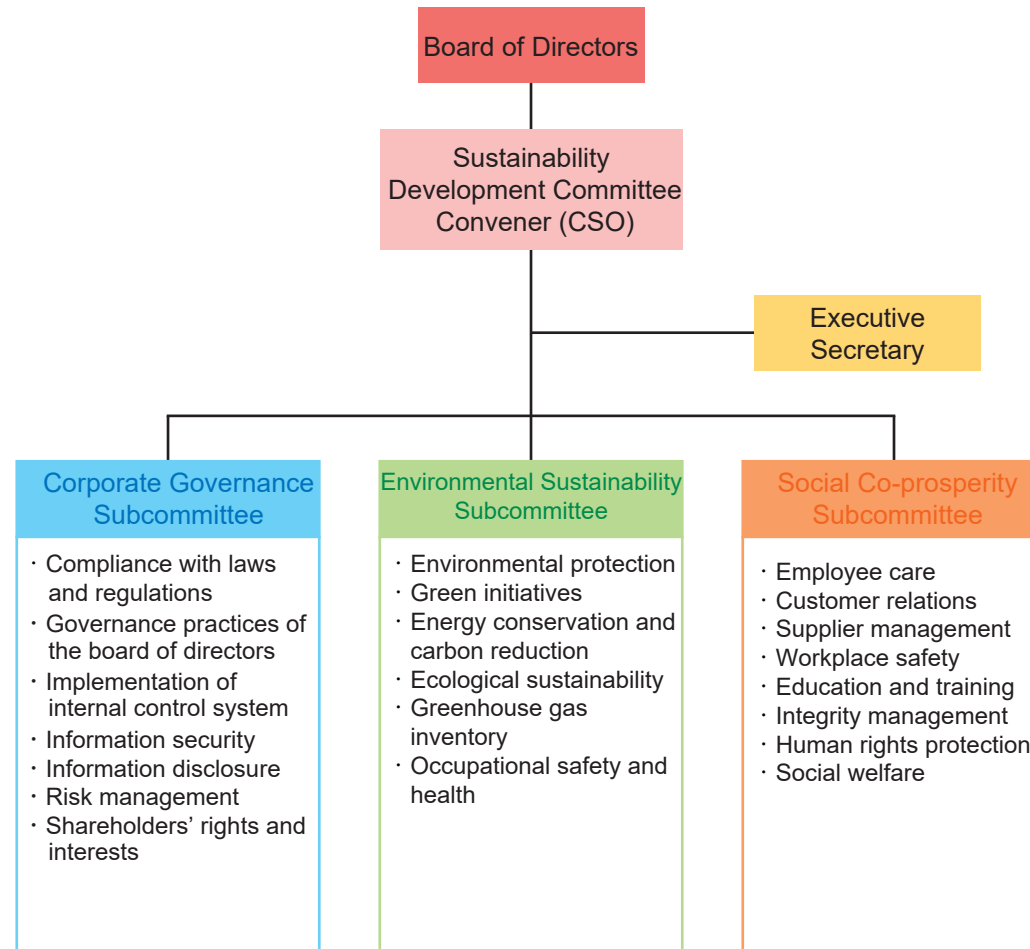 Board of Directors
Sustainability
Development Committee
Convener (CSO)
Executive
Secretary
Corporate Governance
Subcommittee
· Compliance with laws
and regulations
· Governance practices of
the board of directors
· Implementation of
internal control system
· Information security
· Information disclosure
· Risk management
· Shareholders’ rights and
interests
Environmental Sustainability
Subcommittee
· Environmental protection
· Green initiatives
· Energy conservation and
carbon reduction
· Ecological sustainability
· Greenhouse gas
inventory
· Occupational safety and
health
Social Co-prosperity
Subcommittee
· Employee care
· Customer relations
· Supplier management
· Workplace safety
· Education and training
· Integrity management
· Human rights protection
· Social welfare